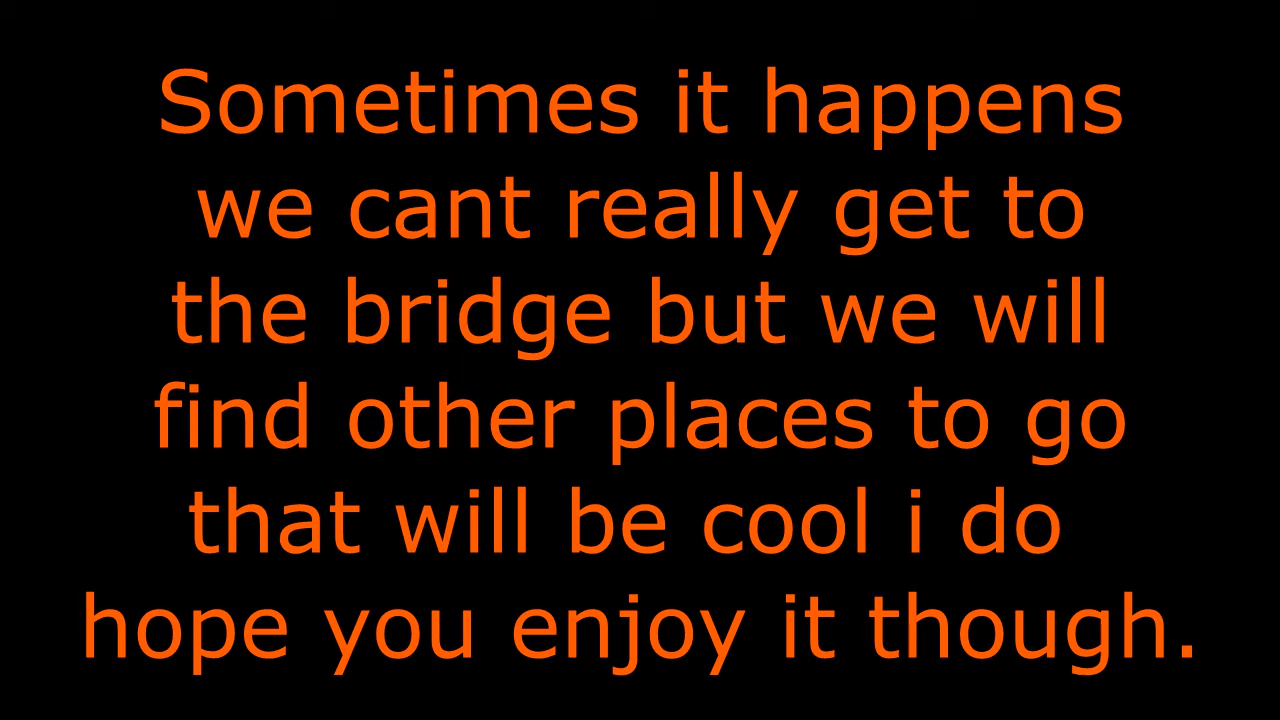 Sometimes it happens
we cant really get to
the bridge but we will
find other places to go
that will be cool i do
hope you enjoy it though.